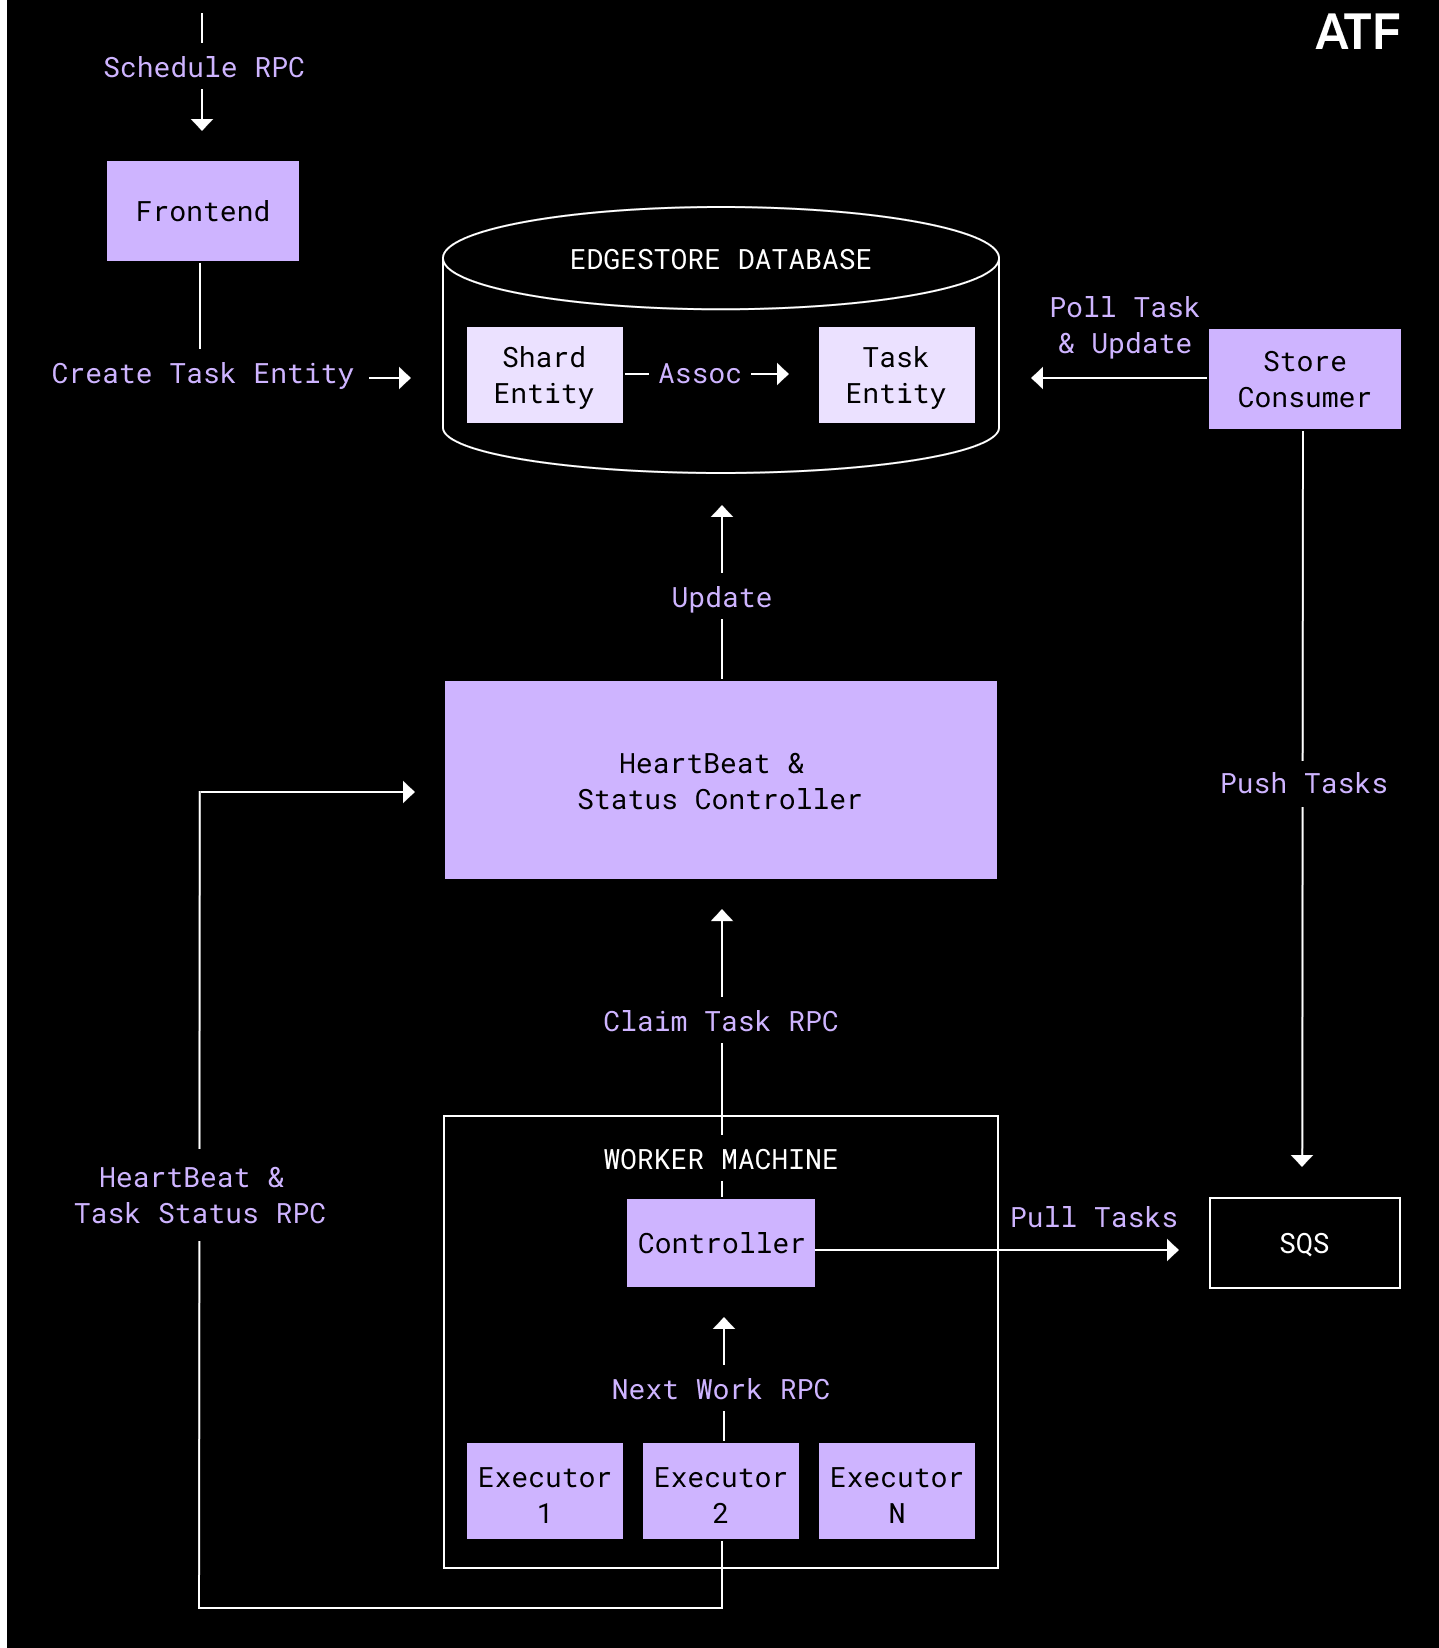 ATF
Schedule RPC
Frontend
EDGESTORE DATABASE
Poll Task
& Update
Shard
Entity
Assoc
Task
Entity
Store
Consumer
Create Task Entity
Update
HeartBeat &
Status Controller
Push Tasks
Claim Task RPC
WORKER MACHINE
HeartBeat &
Task Status RPC
Controller
Pull Tasks
SQS
Next Work RPC
Executor
1
Executor
2
Executor
N